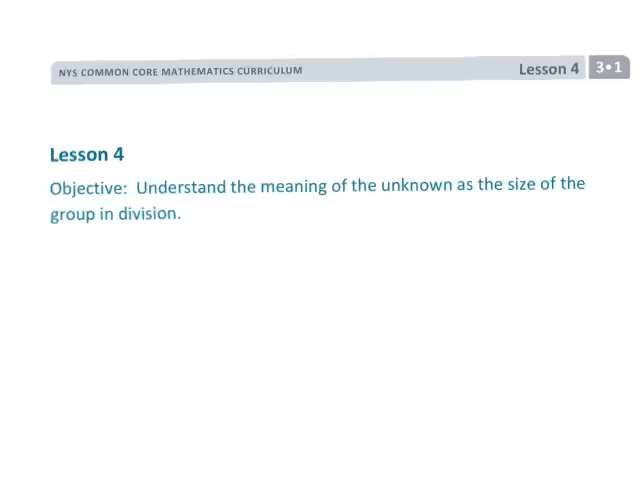 NYS COMMON CORE MATHEMATICS CURRICULUM Lesson 4 3•1
Lesson 4
Objective: Understand the meaning of the unknown as the size of the
group in division.